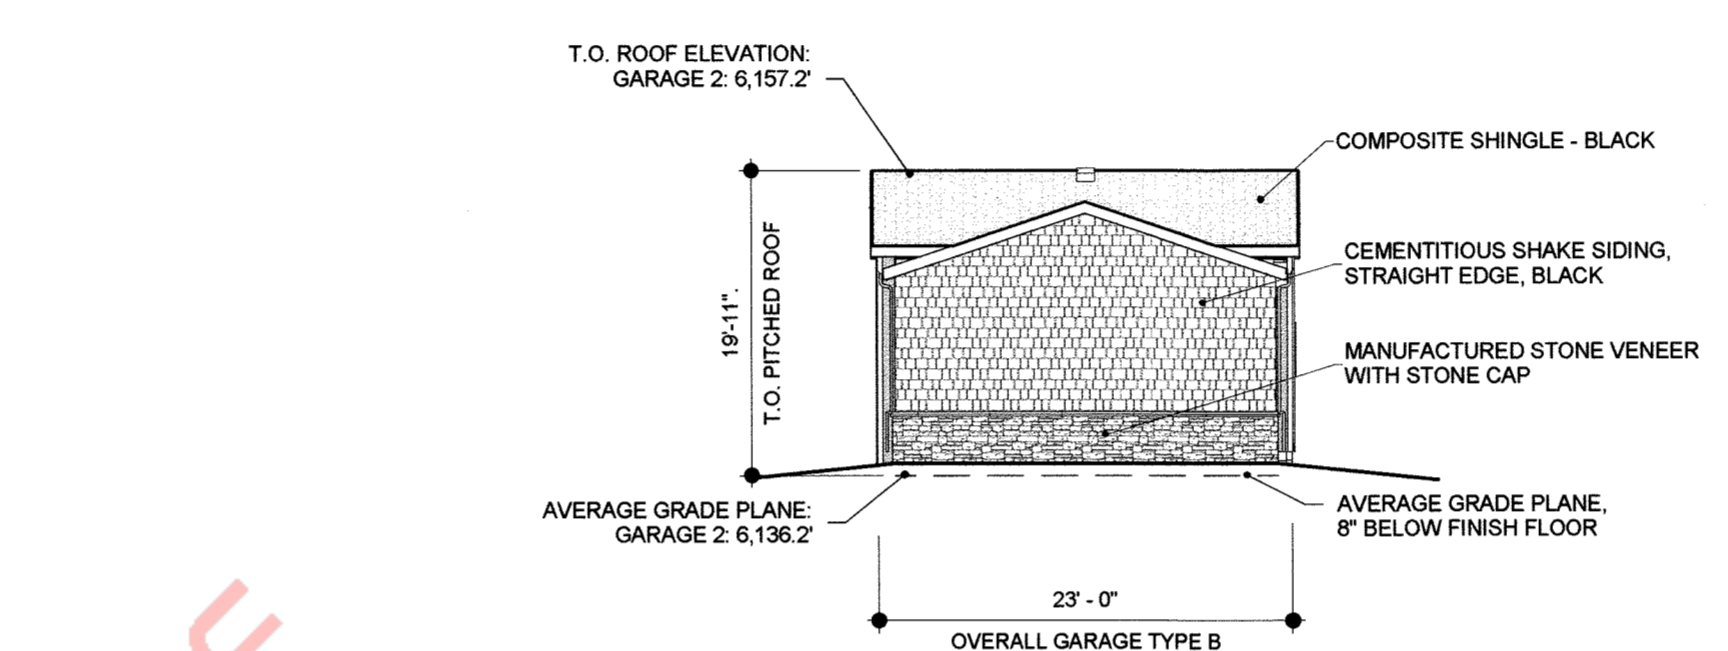 T.O. ROOF ELEVATION:
GARAGE 2: 6,157.2'
COMPOSITE SHINGLE - BLACK
CEMENTITIOUS SHAKE SIDING,
STRAIGHT EDGE, BLACK
19'-11".
T.O. PITCHED ROOF
MANUFACTURED STONE VENEER
WITH STONE CAP
AVERAGE GRADE PLANE:
GARAGE 2: 6,136.2'
AVERAGE GRADE PLANE,
8" BELOW FINISH FLOOR
23' - 0"
OVERALL GARAGE TYPE B